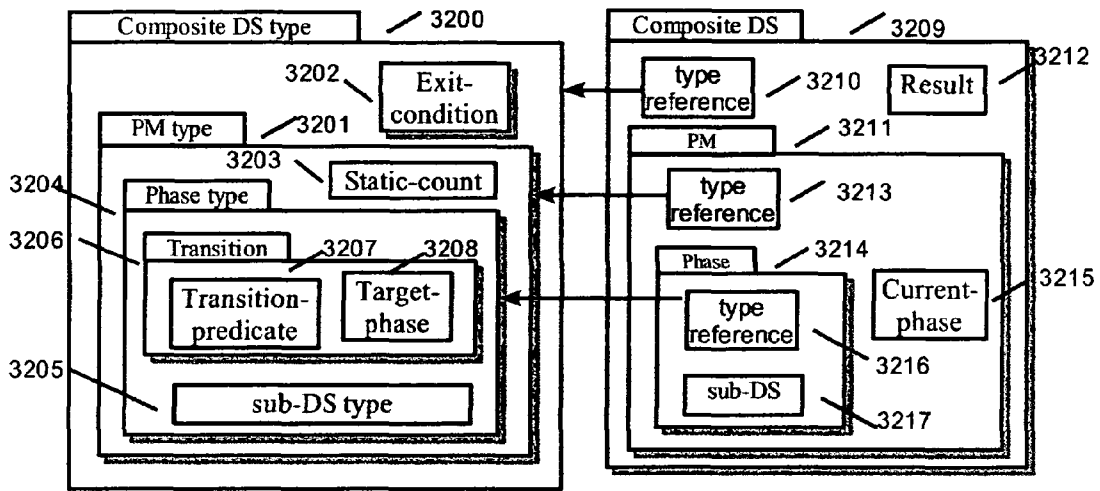 Composite DS type
3200
3202
Exit-
condition
PM type
3201
3203
Static-count
3204
Phase type
3206
Transition
3207
3208
Transition-
predicate
Target-
phase
3205
sub-DS type
Composite DS
3209
type
reference
3210
Result
3212
PM
3211
type
reference
3213
Phase
3214
type
reference
3216
Current-
phase
3215
sub-DS
3217